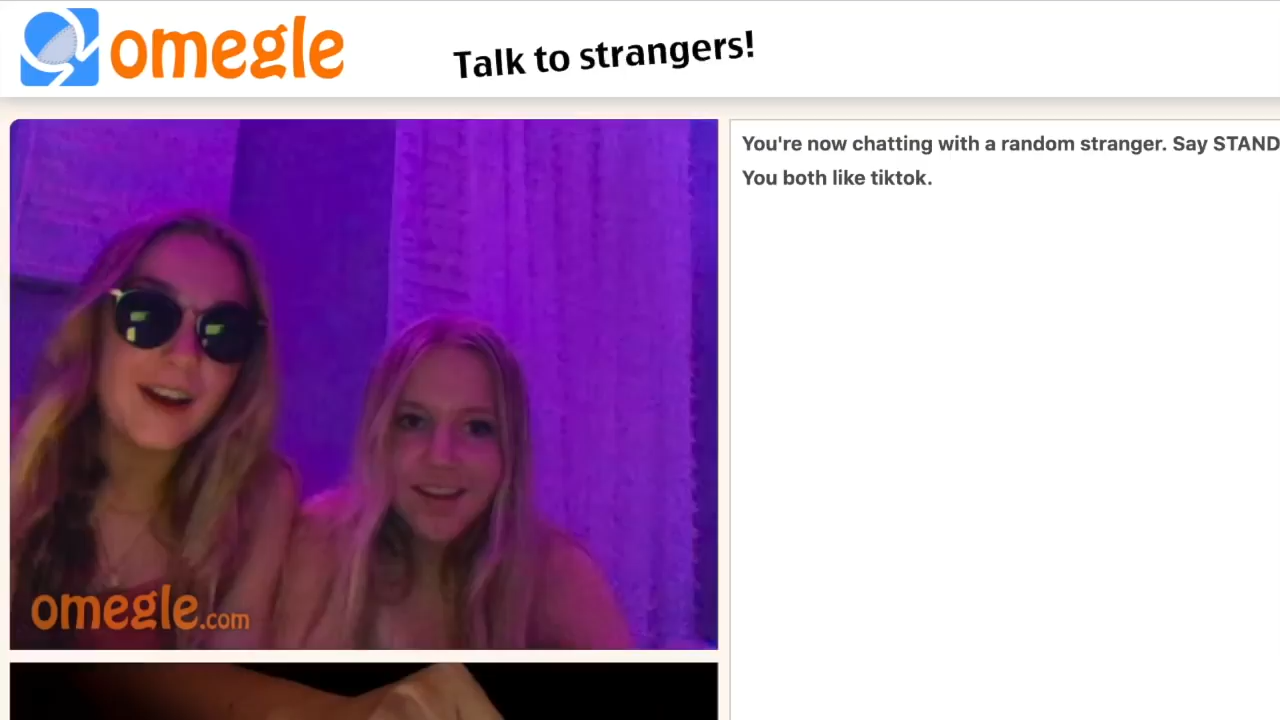 omegle
Talk to strangers!
You're now chatting with a random stranger. Say STAND
You both like tiktok.
omegle.com